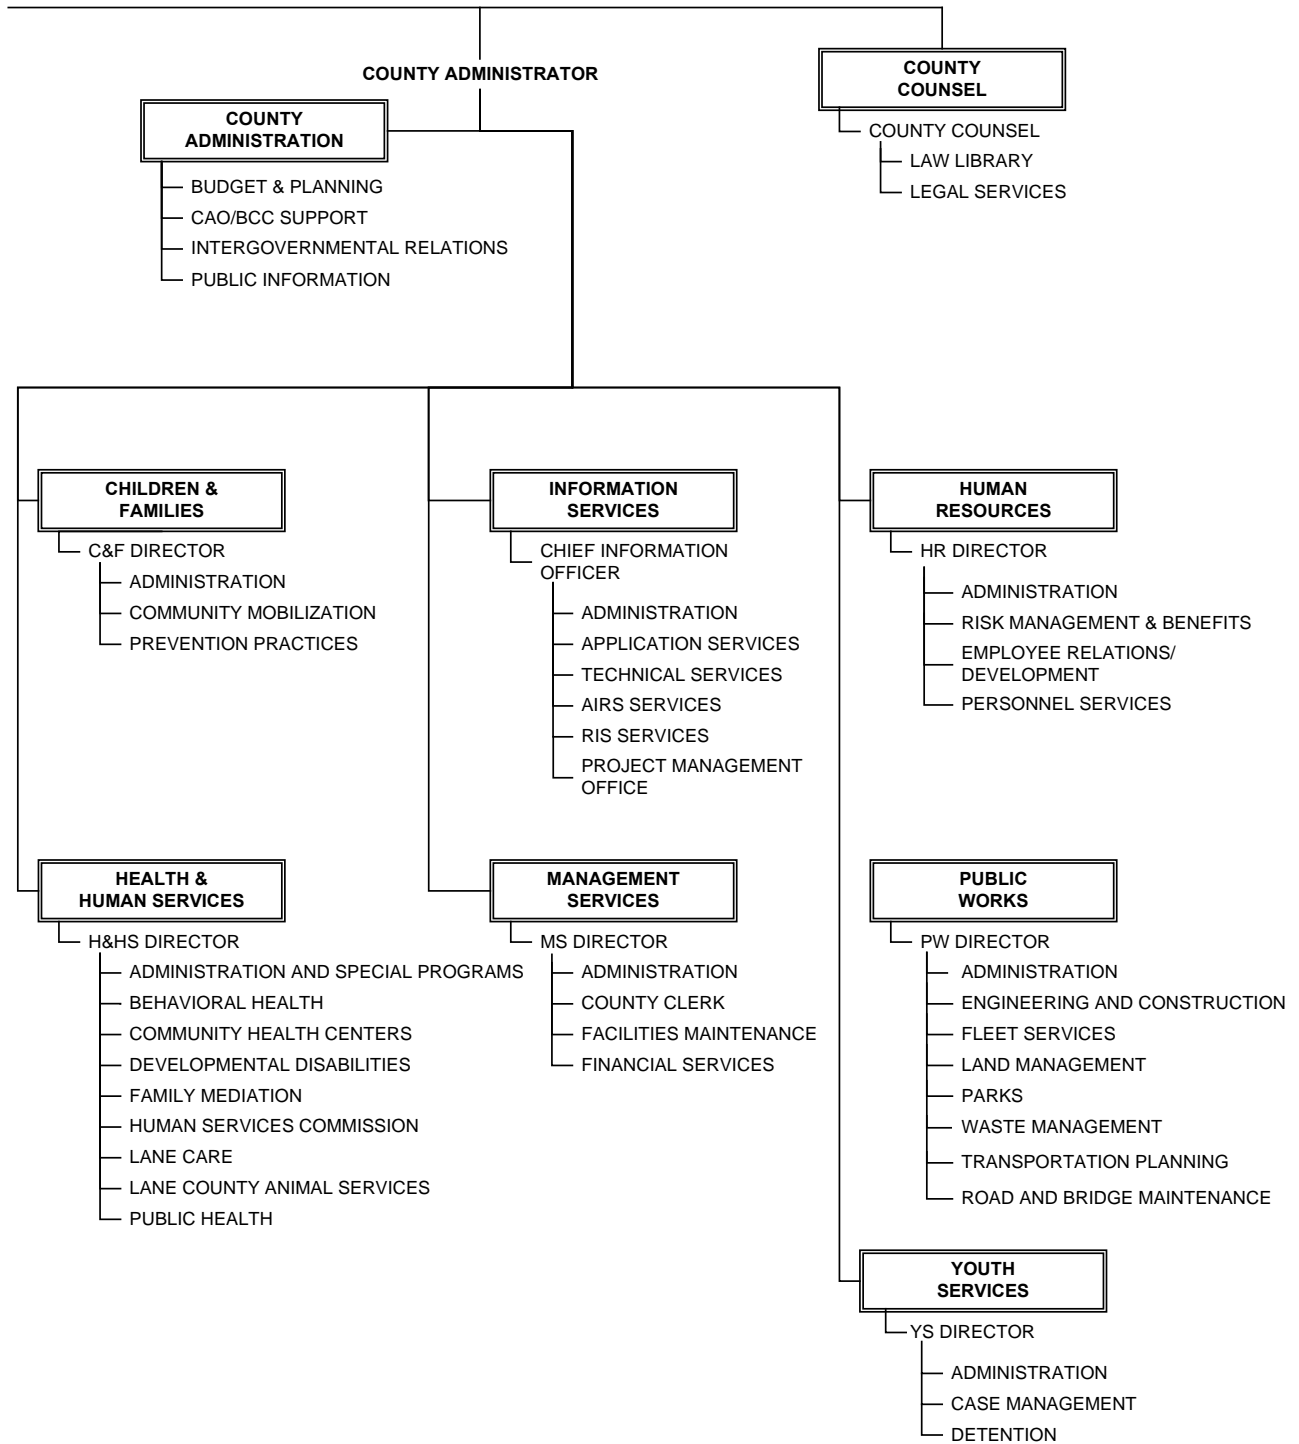 COUNTY ADMINISTRATOR
COUNTY
ADMINISTRATION
BUDGET & PLANNING
CAO/BCC SUPPORT
INTERGOVERNMENTAL RELATIONS
PUBLIC INFORMATION
COUNTY
COUNSEL
COUNTY COUNSEL
LAW LIBRARY
LEGAL SERVICES
CHILDREN &
FAMILIES
C&F DIRECTOR
ADMINISTRATION
COMMUNITY MOBILIZATION
PREVENTION PRACTICES
INFORMATION
SERVICES
CHIEF INFORMATION
OFFICER
ADMINISTRATION
APPLICATION SERVICES
TECHNICAL SERVICES
AIRS SERVICES
RIS SERVICES
PROJECT MANAGEMENT
OFFICE
HUMAN
RESOURCES
HR DIRECTOR
ADMINISTRATION
RISK MANAGEMENT & BENEFITS
EMPLOYEE RELATIONS/
DEVELOPMENT
PERSONNEL SERVICES
HEALTH &
HUMAN SERVICES
H&HS DIRECTOR
ADMINISTRATION AND SPECIAL PROGRAMS
BEHAVIORAL HEALTH
COMMUNITY HEALTH CENTERS
DEVELOPMENTAL DISABILITIES
FAMILY MEDIATION
HUMAN SERVICES COMMISSION
LANE CARE
LANE COUNTY ANIMAL SERVICES
PUBLIC HEALTH
MANAGEMENT
SERVICES
MS DIRECTOR
ADMINISTRATION
COUNTY CLERK
FACILITIES MAINTENANCE
FINANCIAL SERVICES
PUBLIC
WORKS
PW DIRECTOR
ADMINISTRATION
ENGINEERING AND CONSTRUCTION
FLEET SERVICES
LAND MANAGEMENT
PARKS
WASTE MANAGEMENT
TRANSPORTATION PLANNING
ROAD AND BRIDGE MAINTENANCE
YOUTH
SERVICES
YS DIRECTOR
ADMINISTRATION
CASE MANAGEMENT
DETENTION